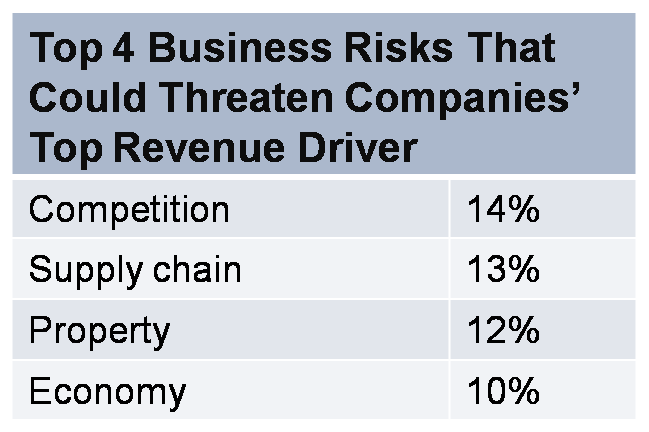 Top 4 Business Risks That
Could Threaten Companies’
Top Revenue Driver
Competition 14%
Supply chain 13%
Property 12%
Economy 10%